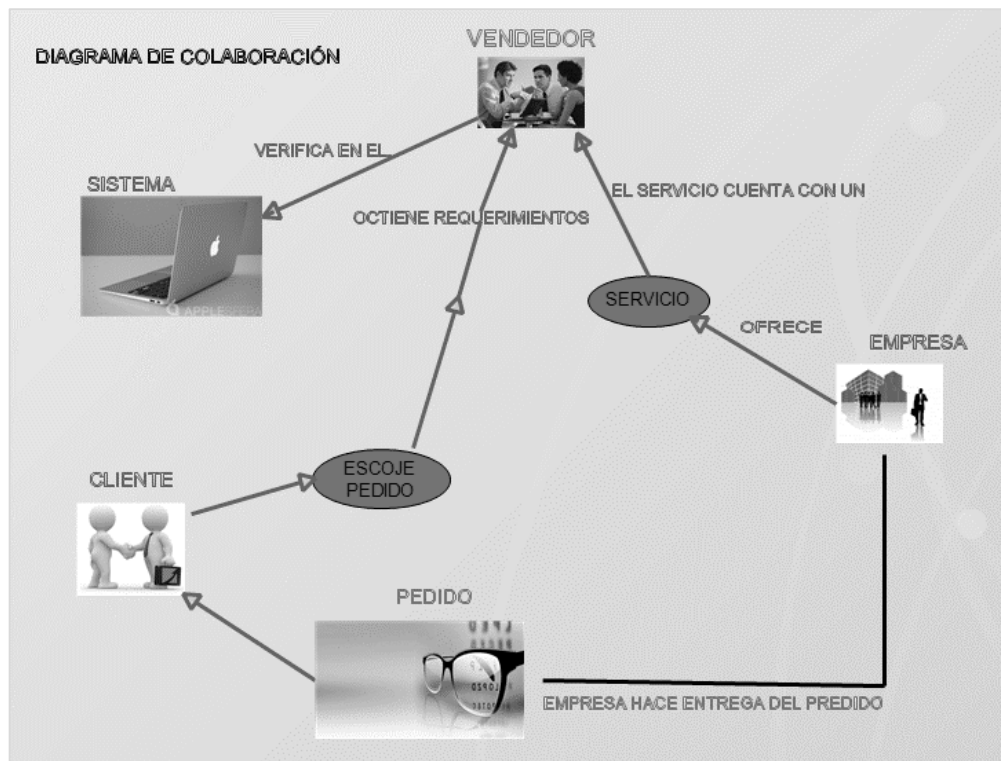 DIAGRAMA DE COLABORACIÓN
VENDEDOR
VERIFICA EN EL
SISTEMA
EL SERVICIO CUENTA CON UN
OCTIENE REQUERIMIENTOS
SERVICIO
APPLE
OFRECE
EMPRESA
ESCOJE
PEDIDO
CLIENTE
PEDIDO
EMPRESA HACE ENTREGA DEL PREDIDO